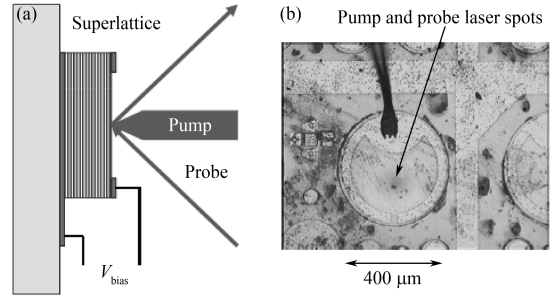 (a)
Superlattice
Pump
Probe
V_bias
(b)
Pump and probe laser spots
400 μm